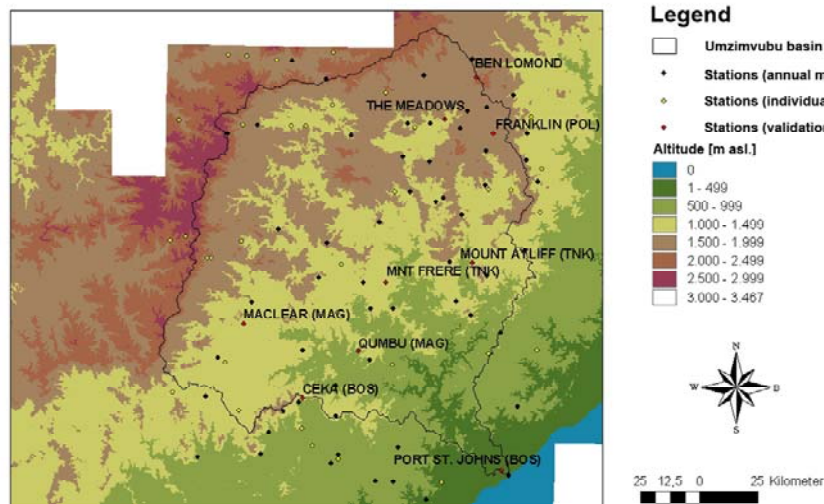 BEN LOMOND
THE MEADOWS
FRANKLIN (POL)
MOUNT AYLIFF (TNK)
MNT FRERE (TNK)
MACLEAR (MAG)
QUMBU (MAG)
CEKA (BOS)
PORT ST. JOHNS (BOS)
Legend
Umzimvubu basin
Stations (annual m
Stations (individua
Stations (validation
Altitude [m asl.]
0
1 - 499
500 - 999
1.000 - 1.499
1.500 - 1.999
2.000 - 2.499
2.500 - 2.999
3.000 - 3.467
N
W
S
25 12,5 0 25 Kilometer